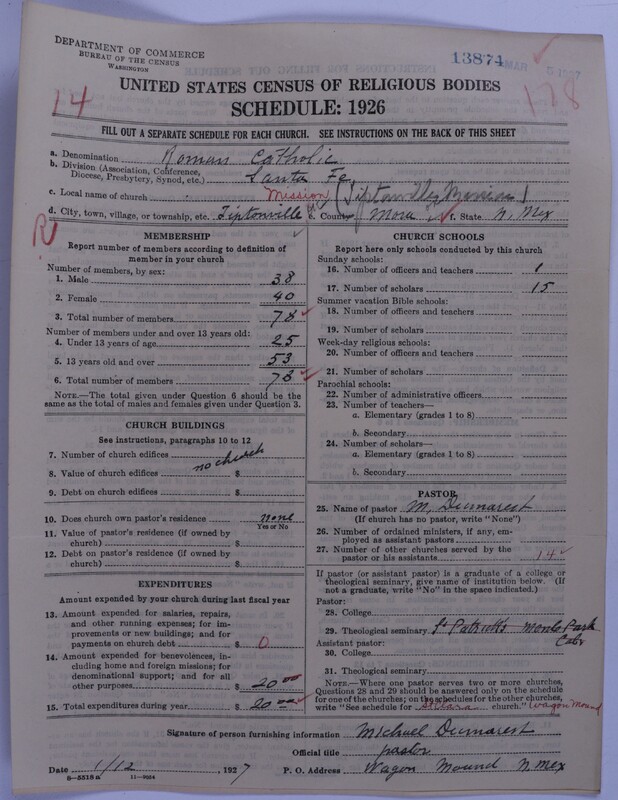 DEPARTMENT OF COMMERCE
BUREAU OF THE CENSUS
WASHINGTON
13874 MAR 5 1927
14
178
UNITED STATES CENSUS OF RELIGIOUS BODIES
SCHEDULE: 1926
FILL OUT A SEPARATE SCHEDULE FOR EACH CHURCH. SEE INSTRUCTIONS ON THE BACK OF THIS SHEET
a. Denomination Roman Catholic
b. Division (Association, Conference, Diocese, Presbytery, Synod, etc.) Santa Fe
c. Local name of church Mission
d. City, town, village, or township, etc. Tiptonville e. County Mora f. State N. Mex
R
MEMBERSHIP
Report number of members according to definition of
member in your church
Number of members, by sex:
1. Male 38
2. Female 40
3. Total number of members 78
Number of members under and over 13 years old:
4. Under 13 years of age 25
5. 13 years old and over 53
6. Total number of members 78
NOTE.—The total given under Question 6 should be
same as the total of males and females given under Question 3.
CHURCH BUILDINGS
See instructions, paragraphs 10 to 12
7. Number of church edifices no church
8. Value of church edifices $
9. Debt on church edifices $
10. Does church own pastor's residence none
Yes or No
11. Value of pastor's residence (if owned by
church) $
12. Debt on pastor's residence (if owned by
church) $
EXPENDITURES
Amount expended by your church during last fiscal year
13. Amount expended for salaries, repairs,
and other running expenses; for im-
provements or new buildings; and for
payments on church debt $ 0
14. Amount expended for benevolences, in-
cluding home and foreign missions; for
denominational support; and for all
other purposes $ 20 00
15. Total expenditures during year $ 20 00
CHURCH SCHOOLS
Report here only schools conducted by this church
Sunday schools:
16. Number of officers and teachers 1
17. Number of scholars 15
Summer vacation Bible schools:
18. Number of officers and teachers
19. Number of scholars
Week-day religious schools:
20. Number of officers and teachers
21. Number of scholars
Parochial schools:
22. Number of administrative officers
23. Number of teachers—
a. Elementary (grades 1 to 8)
b. Secondary
24. Number of scholars—
a. Elementary (grades 1 to 8)
b. Secondary
PASTOR
25. Name of pastor M. Dumarest
(If church has no pastor, write "None")
26. Number of ordained ministers, if any, em-
ployed as assistant pastors
27. Number of other churches served by the
pastor or his assistants 14
If pastor (or assistant pastor) is a graduate of a college or
theological seminary, give name of institution below. (If
not a graduate, write "No" in the space indicated.)
Pastor:
28. College
29. Theological seminary St Patrick's Menlo Park
Assistant pastor:
30. College
31. Theological seminary
NOTE.—Where one pastor serves two or more churches,
Questions 28 and 29 should be answered only on the schedule
for one of the churches; on the schedules for the other churches,
write "See schedule for St Clara church." (Wagon Mound
Signature of person furnishing information Michael Dumarest
Official title pastor
Date 1/12, 1927 P. O. Address Wagon Mound N. Mex
8—5518 a 11—9664